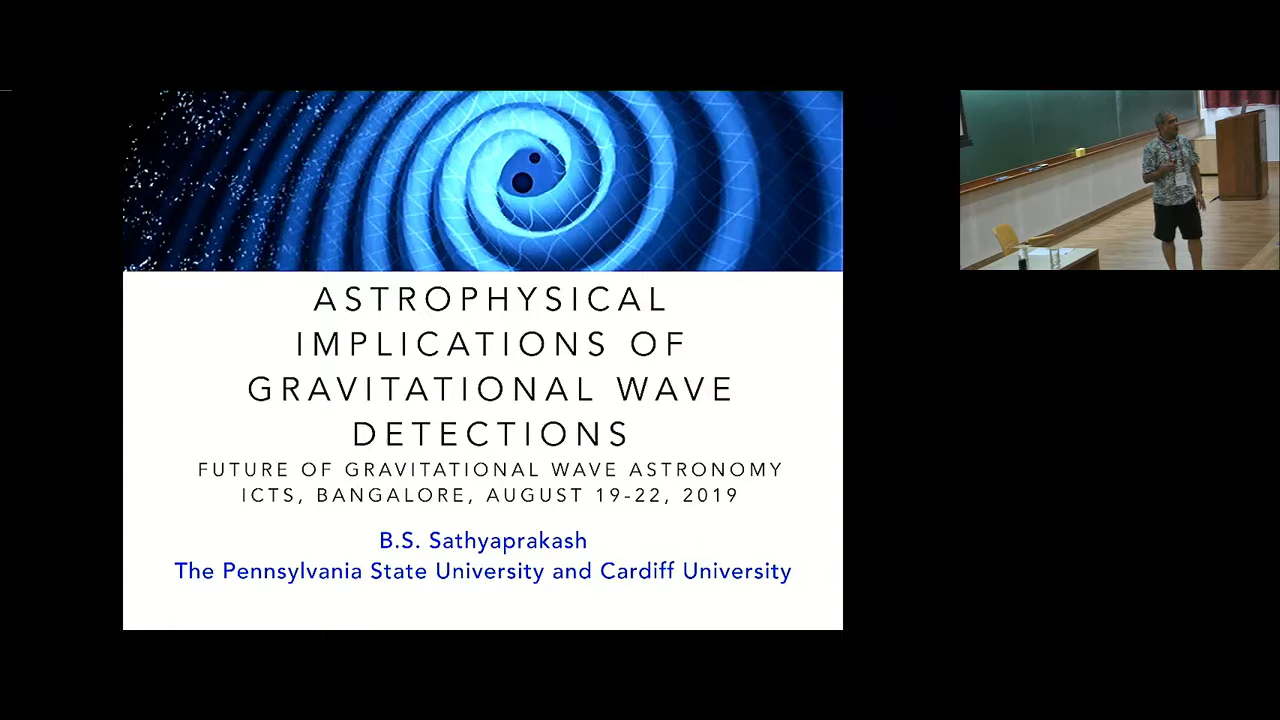 ASTROPHYSICAL
IMPLICATIONS OF
GRAVITATIONAL WAVE
DETECTIONS
FUTURE OF GRAVITATIONAL WAVE ASTRONOMY
ICTS, BANGALORE, AUGUST 19-22, 2019
B.S. Sathyaprakash
The Pennsylvania State University and Cardiff University